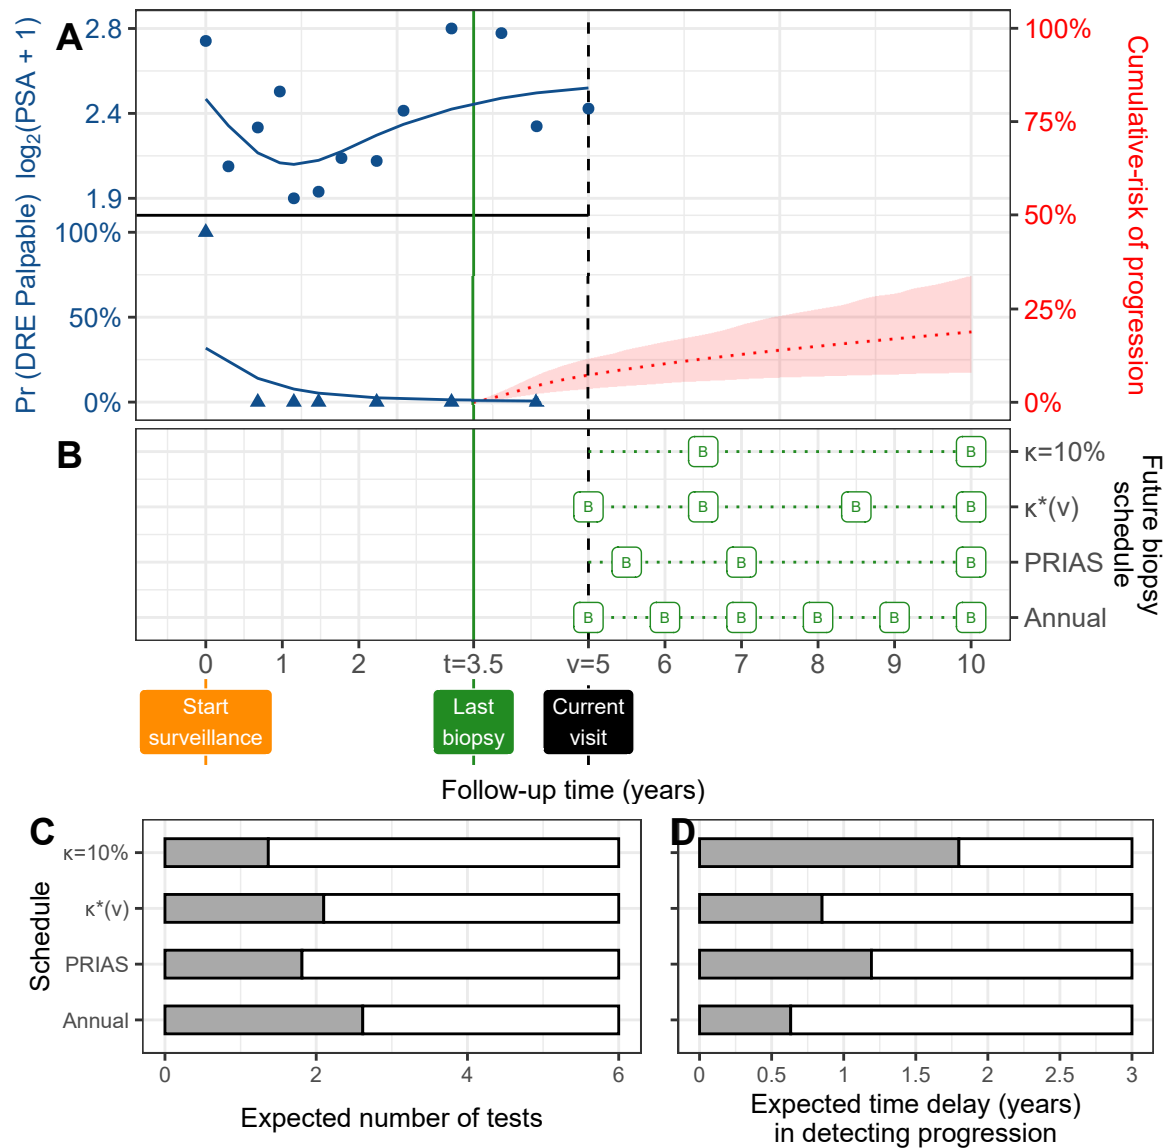 A
log₂(PSA + 1)
2.8
2.4
1.9
Pr (DRE Palpable)
100%
50%
0%
100%
75%
50%
25%
0%
Cumulative-risk of progression
B
B B
κ=10%
B B B B
κ*(v)
B B B
PRIAS
B B B B B B
Annual
Future biopsy
schedule
0 1 2 t=3.5 v=5 6 7 8 9 10
Start
surveillance
Last
biopsy
Current
visit
Follow-up time (years)
C
Schedule
κ=10%
κ*(v)
PRIAS
Annual
0 2 4 6
Expected number of tests
D
0 0.5 1 1.5 2 2.5 3
Expected time delay (years)
in detecting progression